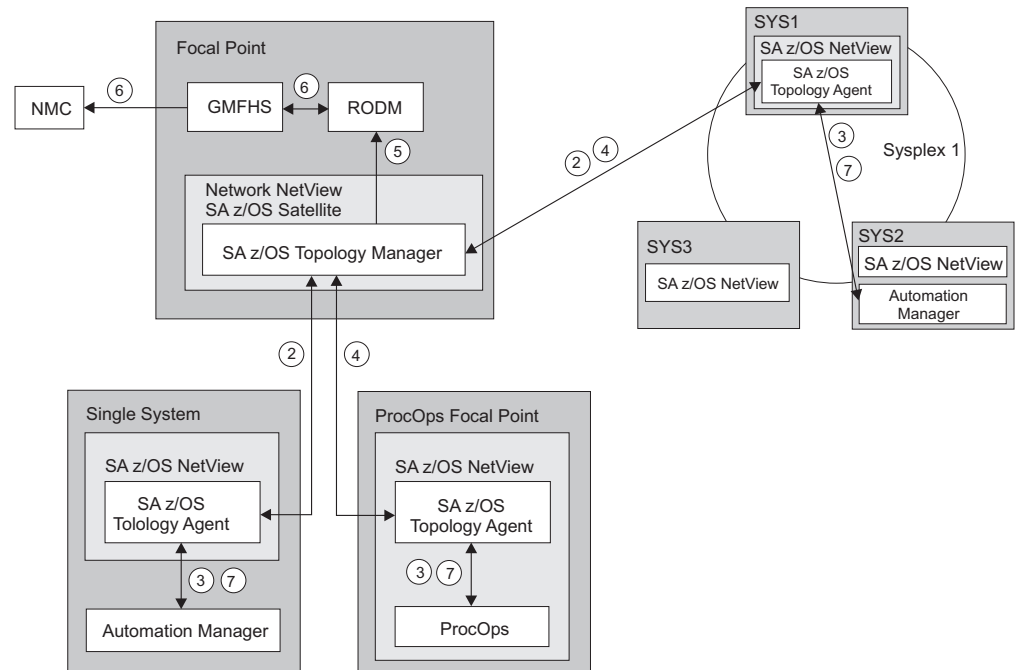 Focal Point
NMC
6
GMFHS
6
RODM
5
Network NetView
SA z/OS Satellite
SA z/OS Topology Manager
2
4
SYS1
SA z/OS NetView
SA z/OS
Topology Agent
3
7
Sysplex 1
SYS3
SA z/OS NetView
SYS2
SA z/OS NetView
Automation
Manager
2
4
Single System
SA z/OS NetView
SA z/OS
Tolology Agent
3
7
Automation Manager
ProcOps Focal Point
SA z/OS NetView
SA z/OS
Topology Agent
3
7
ProcOps